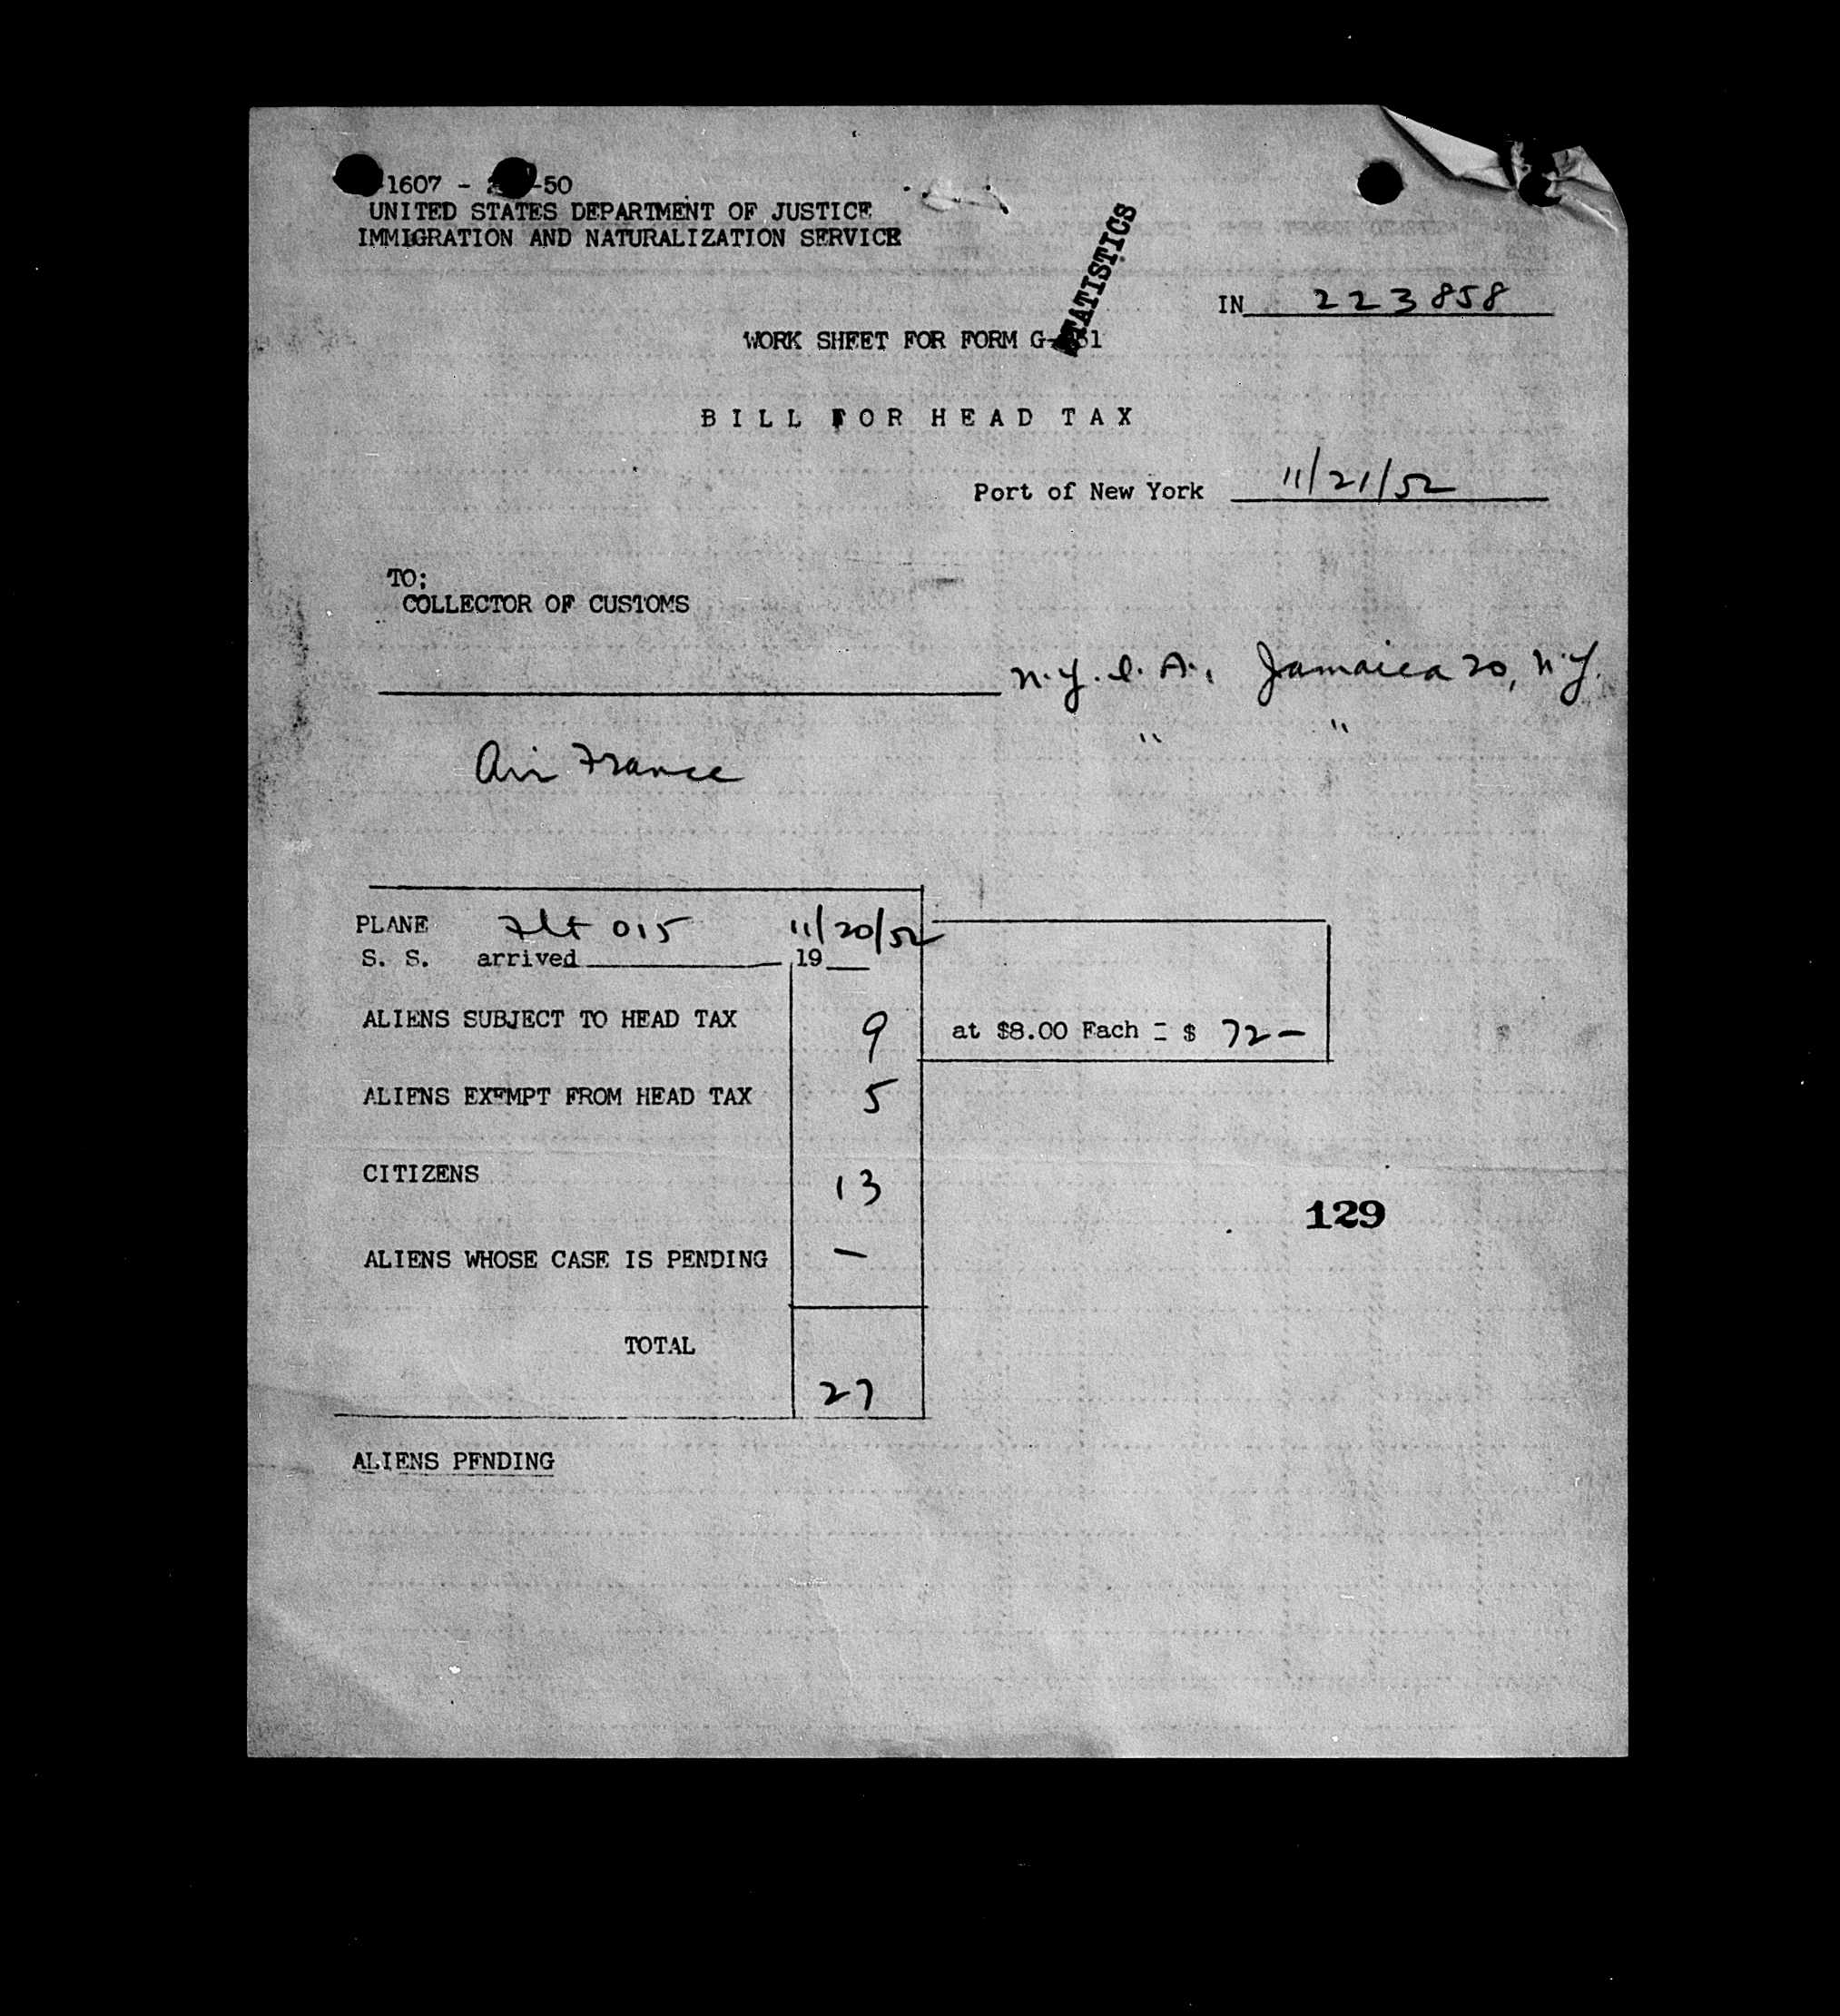 1607 - -50
UNITED STATES DEPARTMENT OF JUSTICE
IMMIGRATION AND NATURALIZATION SERVICE
STATISTICS
IN 223858
WORK SHEET FOR FORM
BILL FOR HEAD TAX
Port of New York 11/21/52
TO:
COLLECTOR OF CUSTOMS
N.Y.I.A., Jamaica 20, N.Y.
" "
Air France
PLANE Flt 015 11/20/52
S. S. arrived 19
ALIENS SUBJECT TO HEAD TAX 9 at $8.00 Each = $ 72 -
ALIENS EXEMPT FROM HEAD TAX 5
CITIZENS 13
129
ALIENS WHOSE CASE IS PENDING -
TOTAL
27
ALIENS PENDING